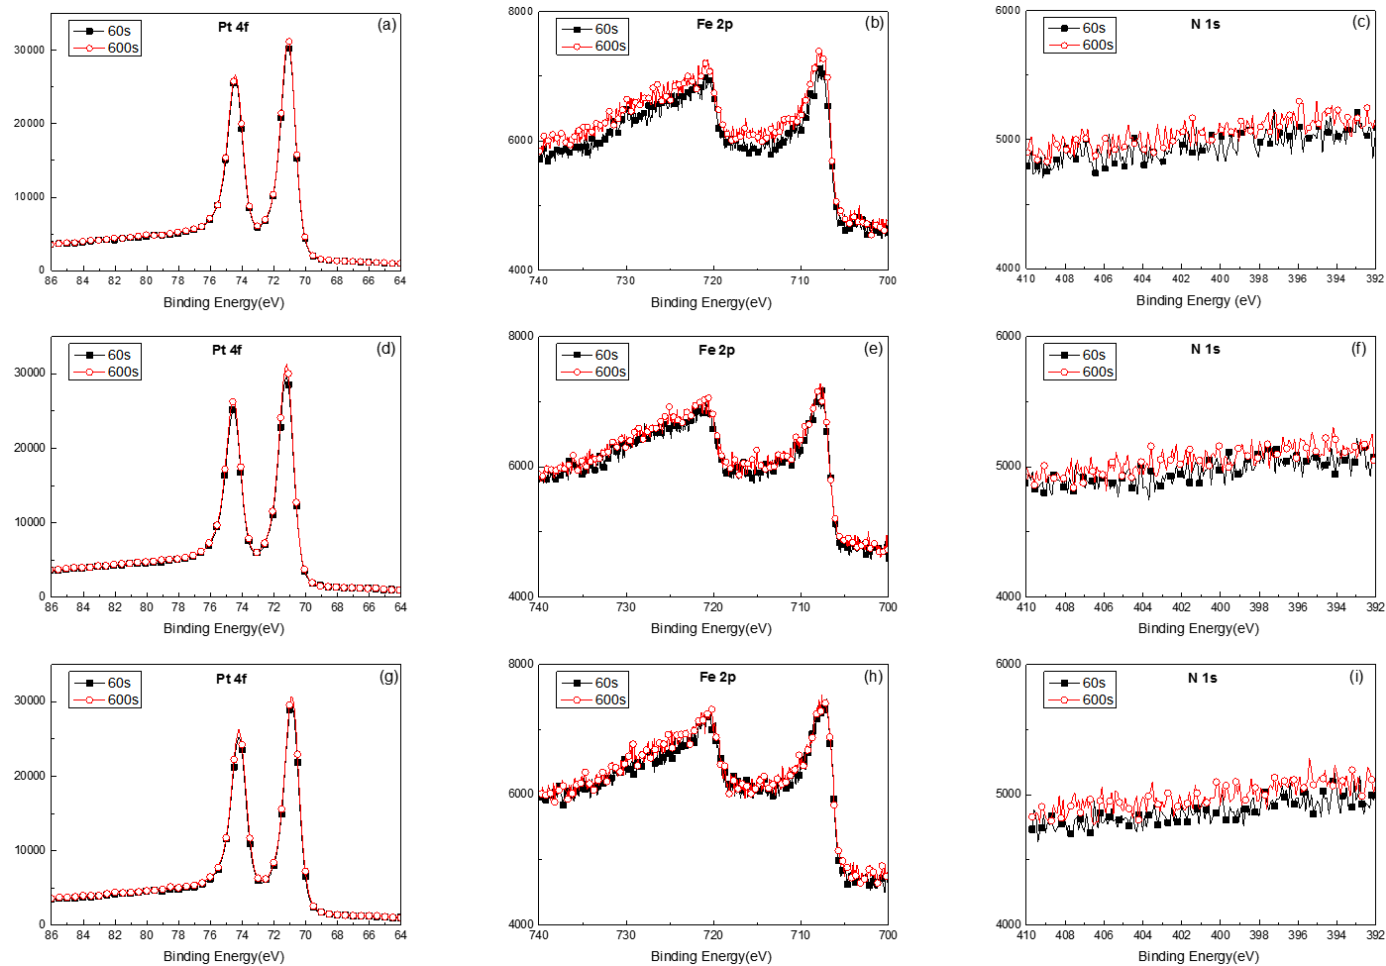 Pt 4f
(a)
60s
600s
30000
20000
10000
0
86 84 82 80 78 76 74 72 70 68 66 64
Binding Energy(eV)
Fe 2p
(b)
60s
600s
8000
6000
4000
740 730 720 710 700
Binding Energy(eV)
N 1s
(c)
60s
600s
6000
5000
4000
410 408 406 404 402 400 398 396 394 392
Binding Energy (eV)
Pt 4f
(d)
60s
600s
30000
20000
10000
0
86 84 82 80 78 76 74 72 70 68 66 64
Binding Energy(eV)
Fe 2p
(e)
60s
600s
8000
6000
4000
740 730 720 710 700
Binding Energy(eV)
N 1s
(f)
60s
600s
6000
5000
4000
410 408 406 404 402 400 398 396 394 392
Binding Energy(eV)
Pt 4f
(g)
60s
600s
30000
20000
10000
0
86 84 82 80 78 76 74 72 70 68 66 64
Binding Energy(eV)
Fe 2p
(h)
60s
600s
8000
6000
4000
740 730 720 710 700
Binding Energy(eV)
N 1s
(i)
60s
600s
6000
5000
4000
410 408 406 404 402 400 398 396 394 392
Binding Energy(eV)